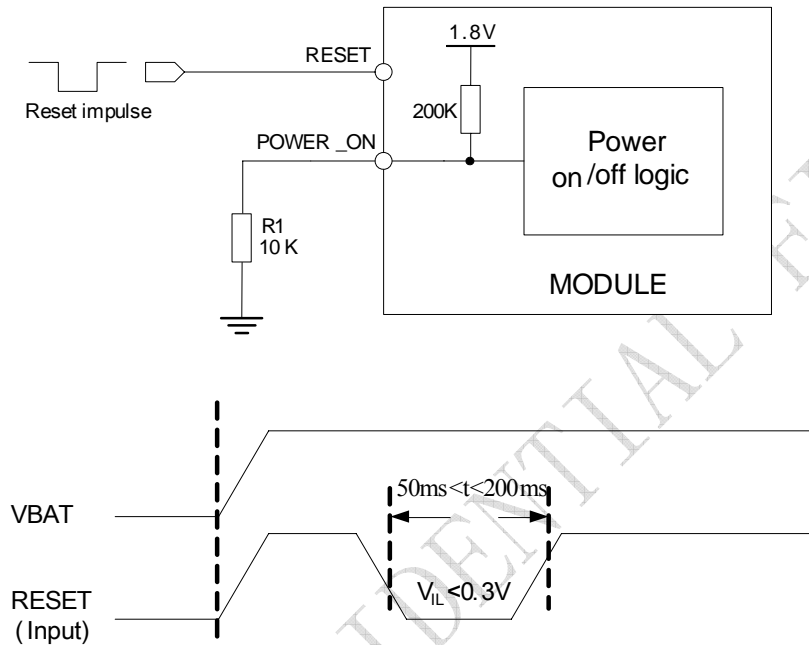 1.8V
RESET
Reset impulse
200K
POWER _ON
Power
on /off logic
R1
10 K
MODULE
50ms<t<200ms
VBAT
VIL<0.3V
RESET
(Input)